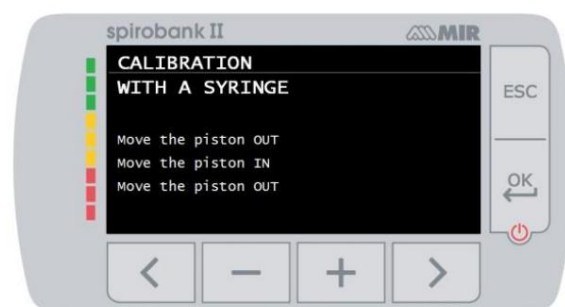 spirobank II MIR
CALIBRATION
WITH A SYRINGE
ESC
Move the piston OUT
Move the piston IN
Move the piston OUT
OK
< − + >